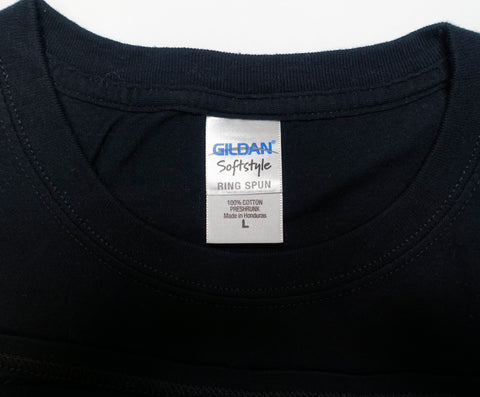 GILDAN®
Softstyle
RING SPUN
100% COTTON
PRESHRUNK
Made in Honduras
L